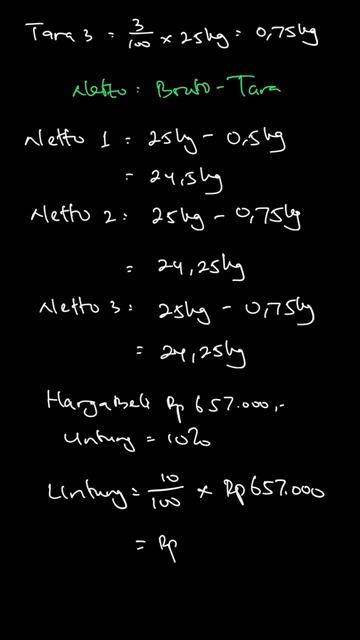 Tara 3 = 3/100 × 25kg = 0,75kg
Netto = Bruto - Tara
Netto 1 = 25kg - 0,5kg
= 24,5kg
Netto 2 = 25kg - 0,75kg
= 24,25kg
Netto 3 = 25kg - 0,75kg
= 24,25kg
Harga Beli Rp 657.000,-
Untung = 10%
Untung = 10/100 × Rp 657.000
= Rp